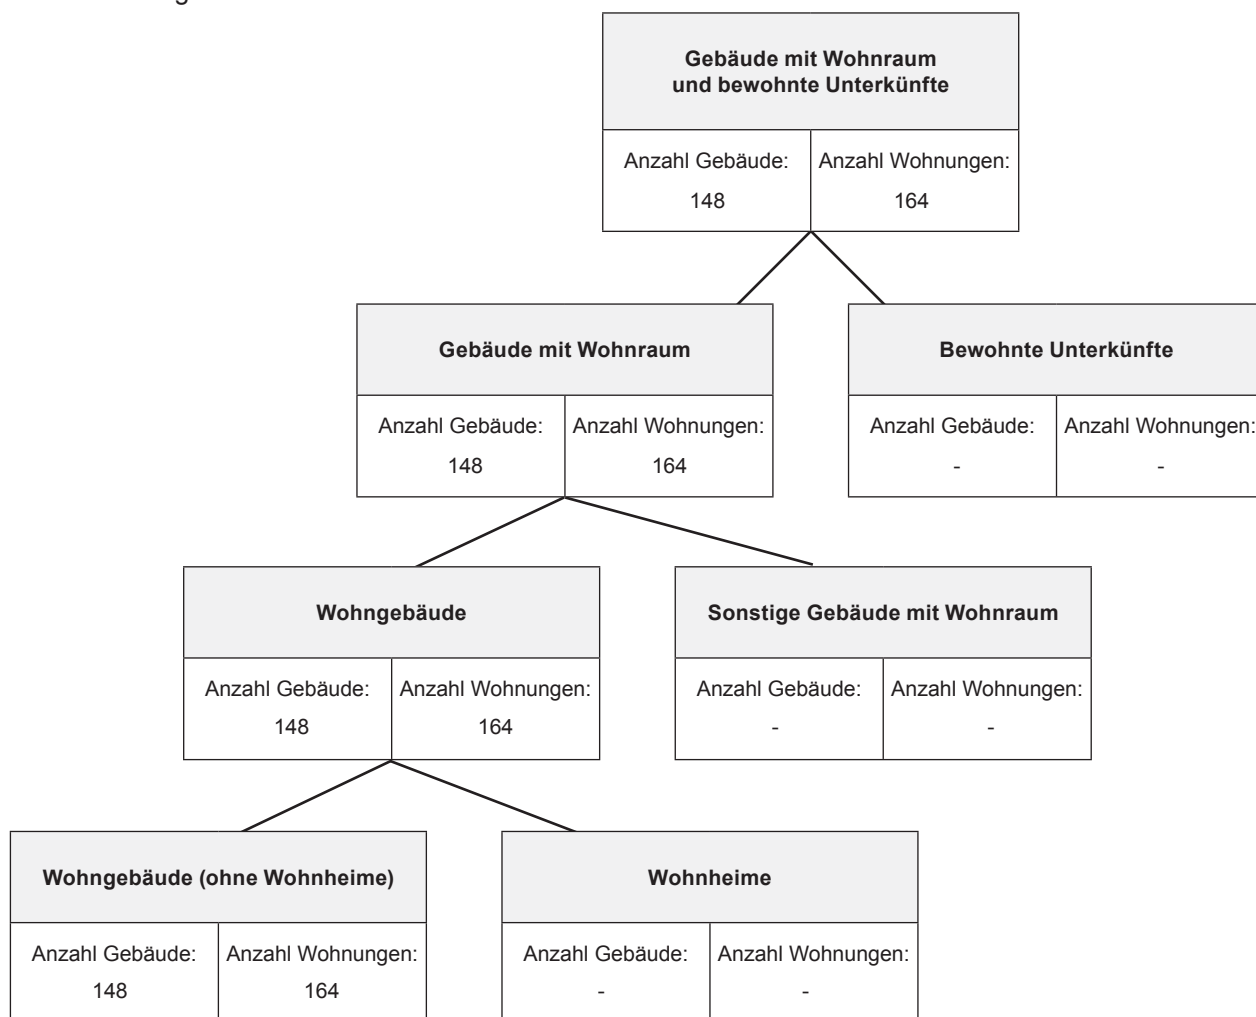 Gebäude mit Wohnraum
und bewohnte Unterkünfte
Anzahl Gebäude: Anzahl Wohnungen:
148 164
Gebäude mit Wohnraum Bewohnte Unterkünfte
Anzahl Gebäude: Anzahl Wohnungen: Anzahl Gebäude: Anzahl Wohnungen:
148 164 - -
Wohngebäude Sonstige Gebäude mit Wohnraum
Anzahl Gebäude: Anzahl Wohnungen: Anzahl Gebäude: Anzahl Wohnungen:
148 164 - -
Wohngebäude (ohne Wohnheime) Wohnheime
Anzahl Gebäude: Anzahl Wohnungen: Anzahl Gebäude: Anzahl Wohnungen:
148 164 - -